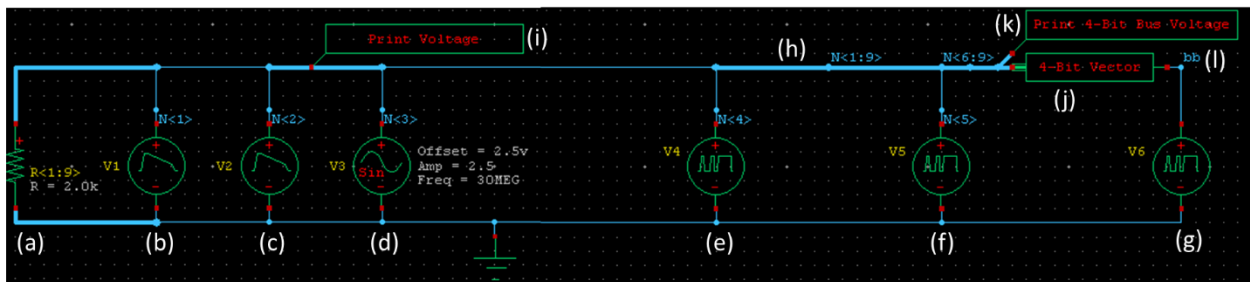 Print Voltage
(i)
(k)
Print 4-Bit Bus Voltage
(h)
N<1:9>
N<6:9>
4-Bit Vector
bb
(l)
(j)
N<1>
N<2>
N<3>
N<4>
N<5>
+
R<1:9>
R = 2.0k
V1
+
-
V2
+
-
V3
+
Sin
-
Offset = 2.5v
Amp = 2.5
Freq = 30MEG
V4
+
-
V5
+
-
V6
+
-
(a)
(b)
(c)
(d)
(e)
(f)
(g)